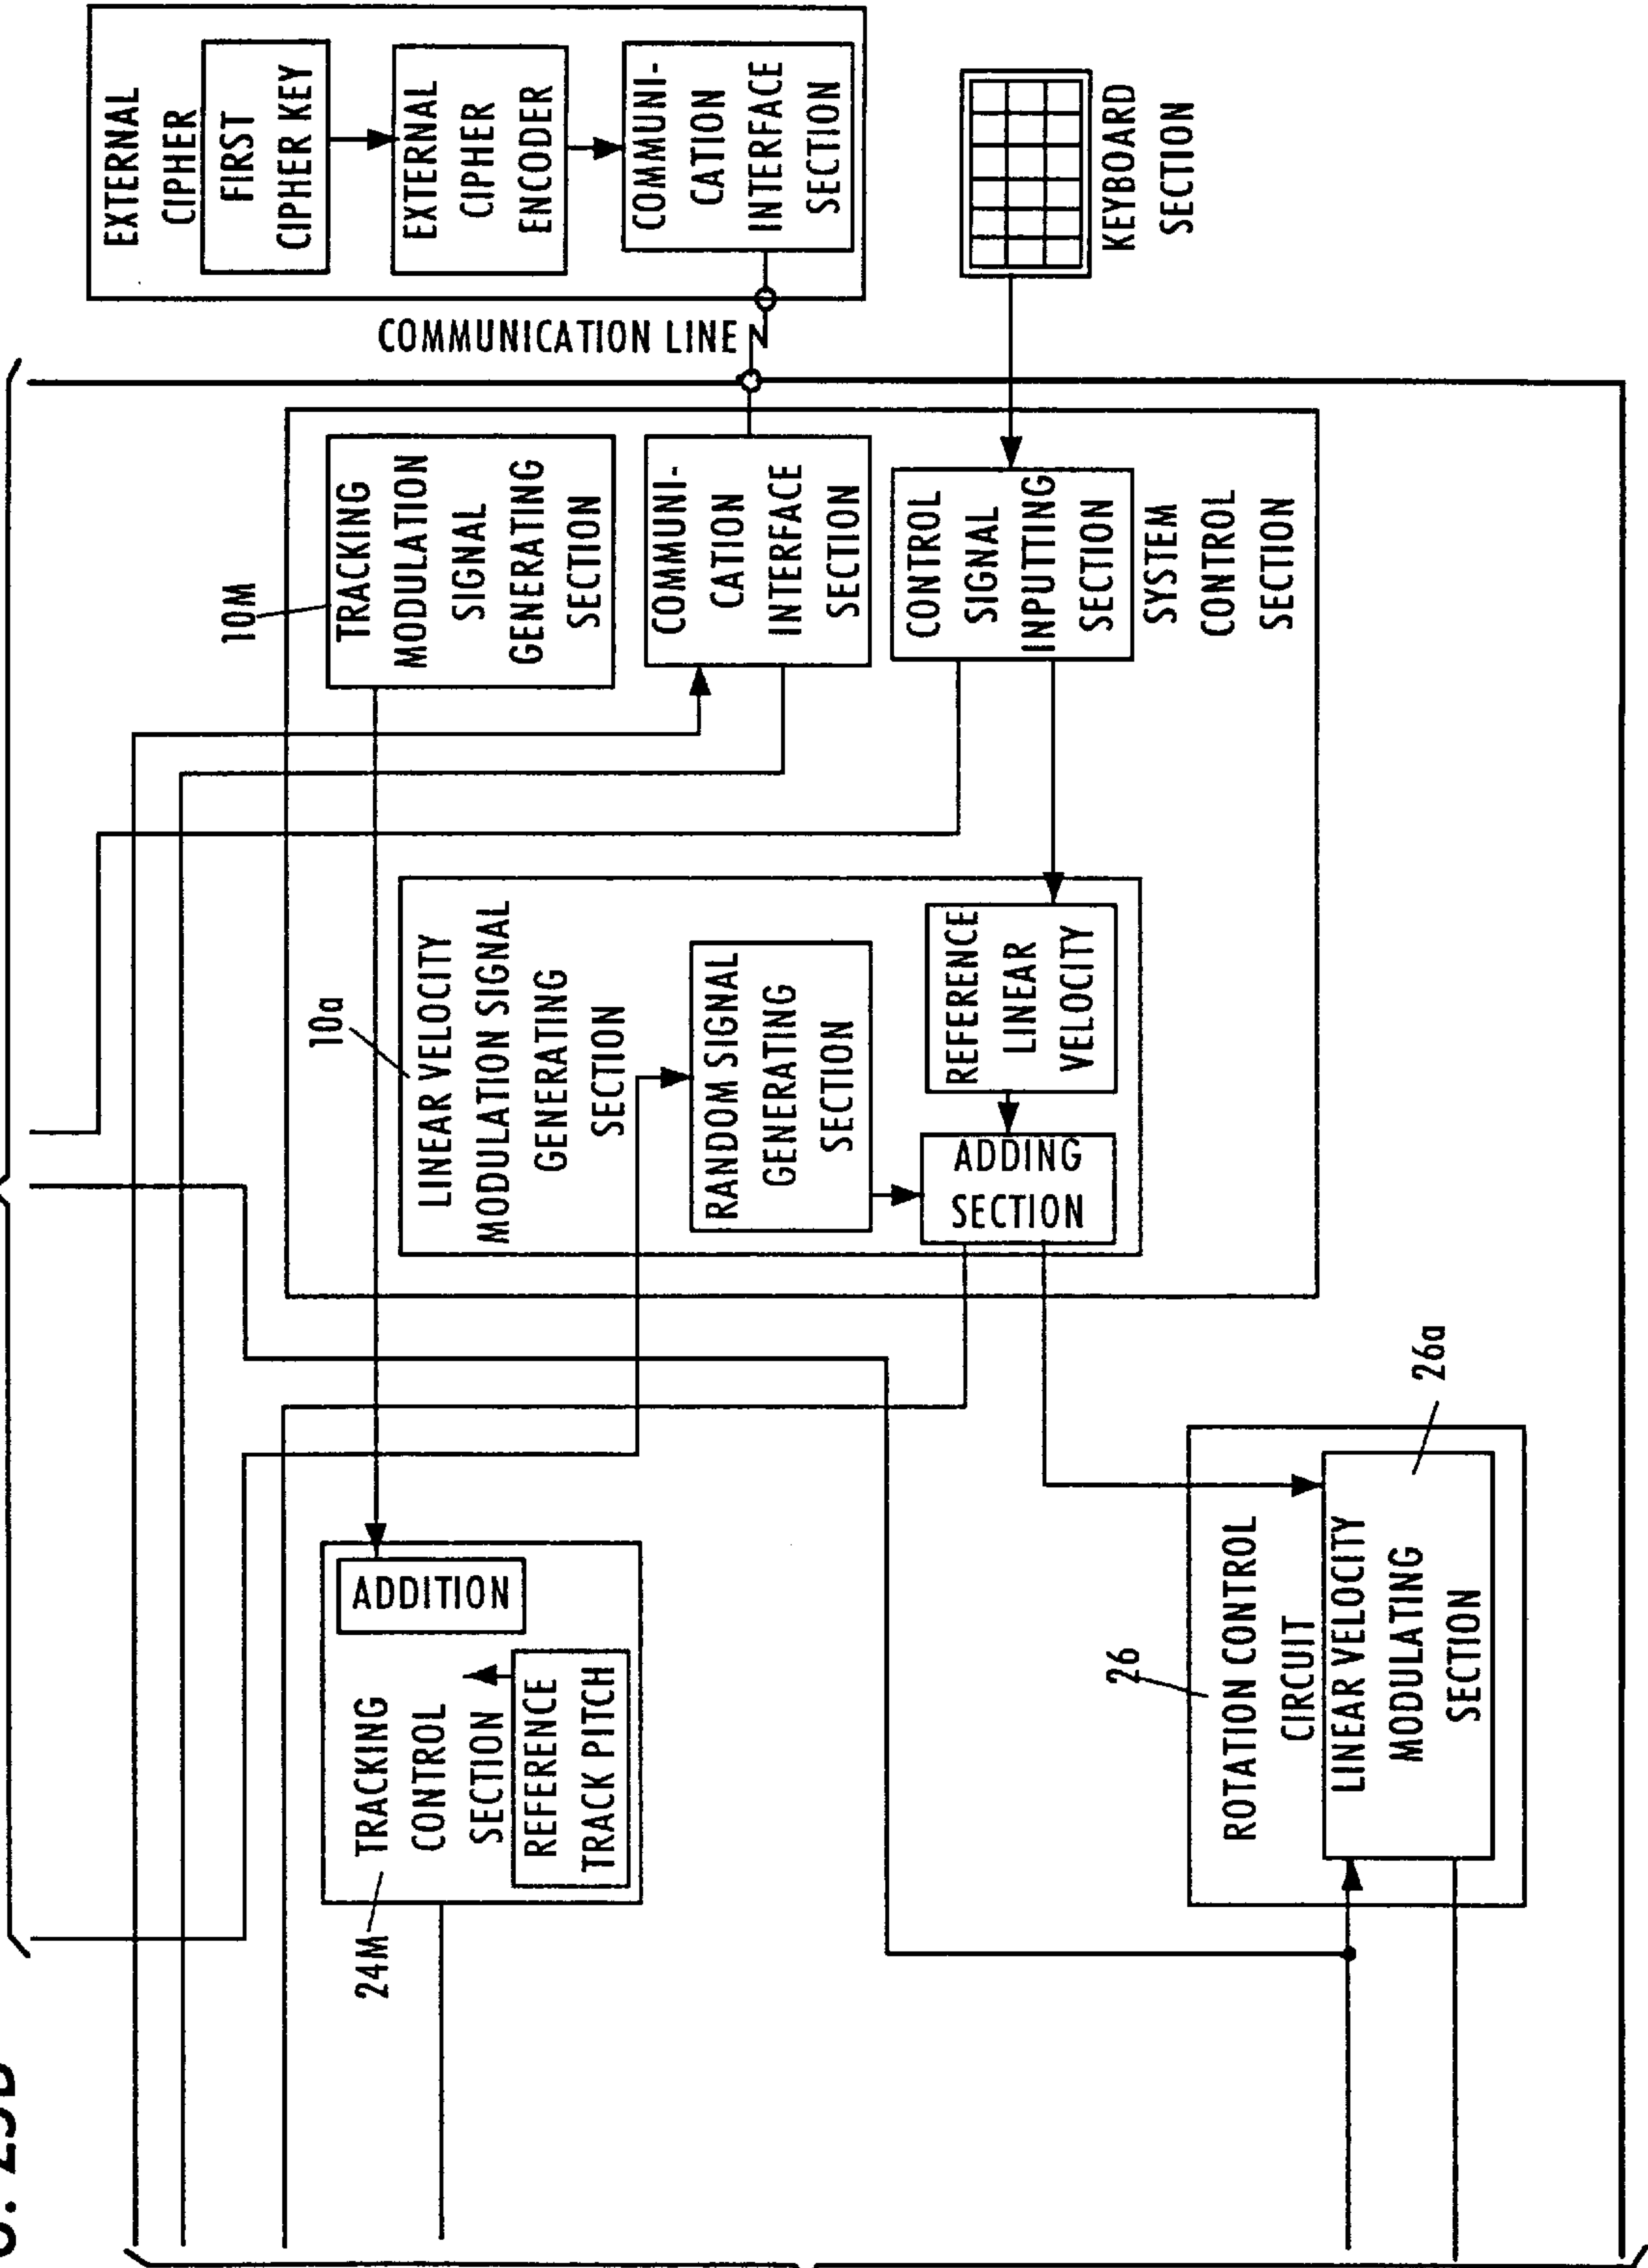 EXTERNAL
CIPHER
FIRST
CIPHER KEY
EXTERNAL
CIPHER
ENCODER
COMMUNI-
CATION
INTERFACE
SECTION
COMMUNICATION LINE
KEYBOARD
SECTION
10M
TRACKING
MODULATION
SIGNAL
GENERATING
SECTION
COMMUNI-
CATION
INTERFACE
SECTION
CONTROL
SIGNAL
INPUTTING
SECTION
SYSTEM
CONTROL
SECTION
10a
LINEAR VELOCITY
MODULATION SIGNAL
GENERATING
SECTION
RANDOM SIGNAL
GENERATING
SECTION
REFERENCE
LINEAR
VELOCITY
ADDING
SECTION
ADDITION
24M
TRACKING
CONTROL
SECTION
REFERENCE
TRACK PITCH
26
ROTATION CONTROL
CIRCUIT
26a
LINEAR VELOCITY
MODULATING
SECTION